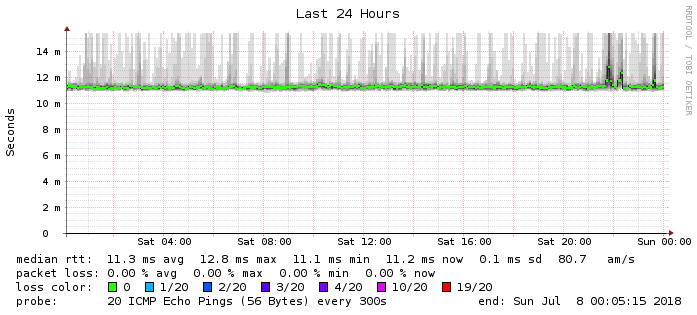 Last 24 Hours
RRDTOOL / TOBI OETIKER
Seconds
14 m
12 m
10 m
8 m
6 m
4 m
2 m
0
Sat 04:00 Sat 08:00 Sat 12:00 Sat 16:00 Sat 20:00 Sun 00:00
median rtt: 11.3 ms avg 12.8 ms max 11.1 ms min 11.2 ms now 0.1 ms sd 80.7 am/s
packet loss: 0.00 % avg 0.00 % max 0.00 % min 0.00 % now
loss color: 0 1/20 2/20 3/20 4/20 10/20 19/20
probe: 20 ICMP Echo Pings (56 Bytes) every 300s end: Sun Jul 8 00:05:15 2018